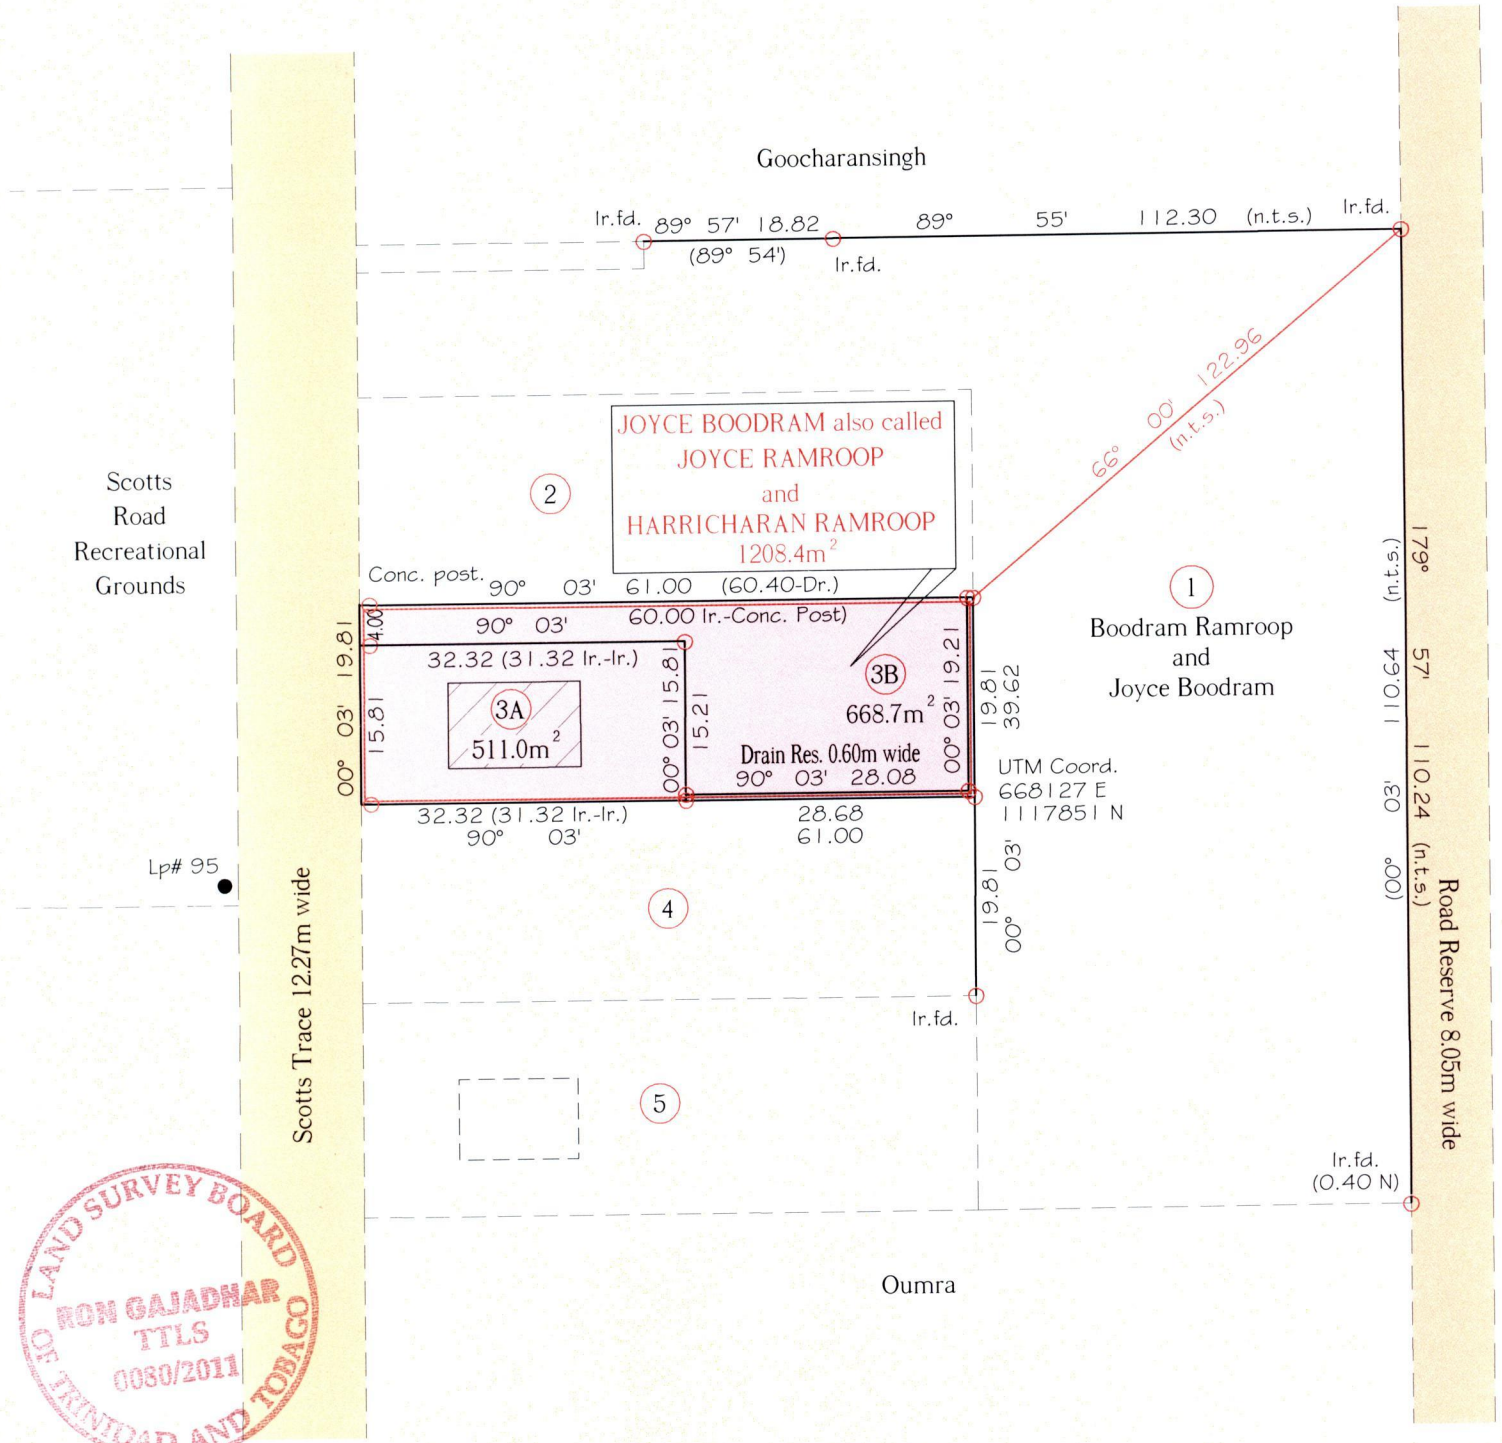 Goocharansingh
Ir.fd.
89° 57' 18.82
(89° 54')
Ir.fd.
89° 55' 112.30 (n.t.s.)
Ir.fd.
66° 00' 122.96
(n.t.s.)
JOYCE BOODRAM also called
JOYCE RAMROOP
and
HARRICHARAN RAMROOP
1208.4m²
2
Scotts
Road
Recreational
Grounds
Conc. post.
90° 03' 61.00 (60.40-Dr.)
90° 03' 60.00 Ir.-Conc. Post)
4.00
32.32 (31.32 Ir.-Ir.)
00° 03' 19.81
15.81
3A
511.0m²
00° 03' 15.81
15.21
3B
668.7m²
Drain Res. 0.60m wide
90° 03' 28.08
00° 03' 19.21
19.81
39.62
1
Boodram Ramroop
and
Joyce Boodram
UTM Coord.
668127 E
1117851 N
32.32 (31.32 Ir.-Ir.)
90° 03'
28.68
61.00
19.81
00° 03'
179° 57' 110.24 (n.t.s.)
(00° 03' 110.64 (n.t.s.)
Lp# 95
4
Scotts Trace 12.27m wide
Road Reserve 8.05m wide
Ir.fd.
5
Ir.fd.
(0.40 N)
Oumra
LAND SURVEY BOARD
OF TRINIDAD AND TOBAGO
RON GAJADHAR
TTLS
0080/2011